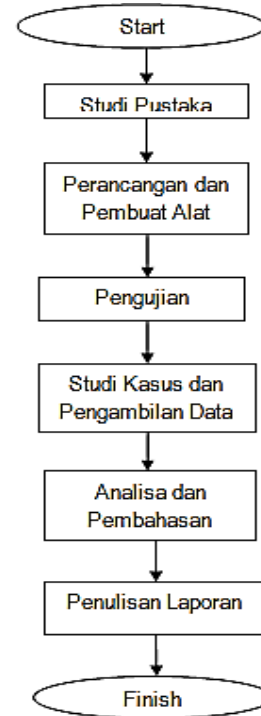 Start
Studi Pustaka
Perancangan dan
Pembuat Alat
Pengujian
Studi Kasus dan
Pengambilan Data
Analisa dan
Pembahasan
Penulisan Laporan
Finish